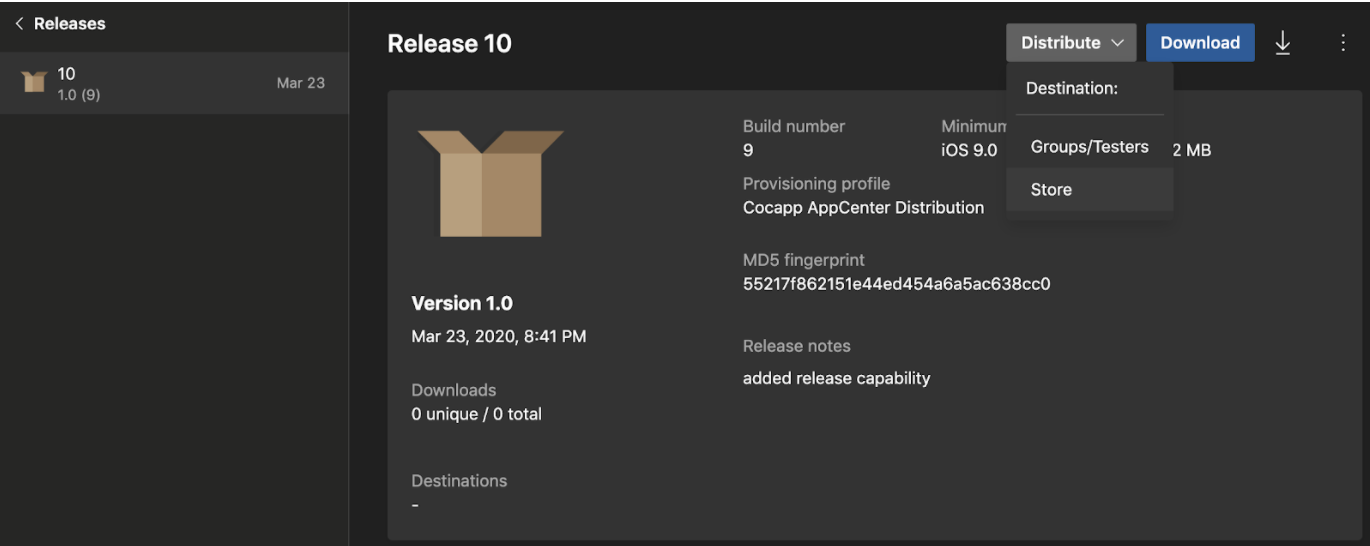 Releases
10
1.0 (9)
Mar 23
Release 10
Distribute
Download
Destination:
Groups/Testers
Store
Build number
9
iOS 9.0
2 MB
Provisioning profile
Cocapp AppCenter Distribution
MD5 fingerprint
55217f862151e44ed454a6a5ac638cc0
Release notes
added release capability
Version 1.0
Mar 23, 2020, 8:41 PM
Downloads
0 unique / 0 total
Destinations
-